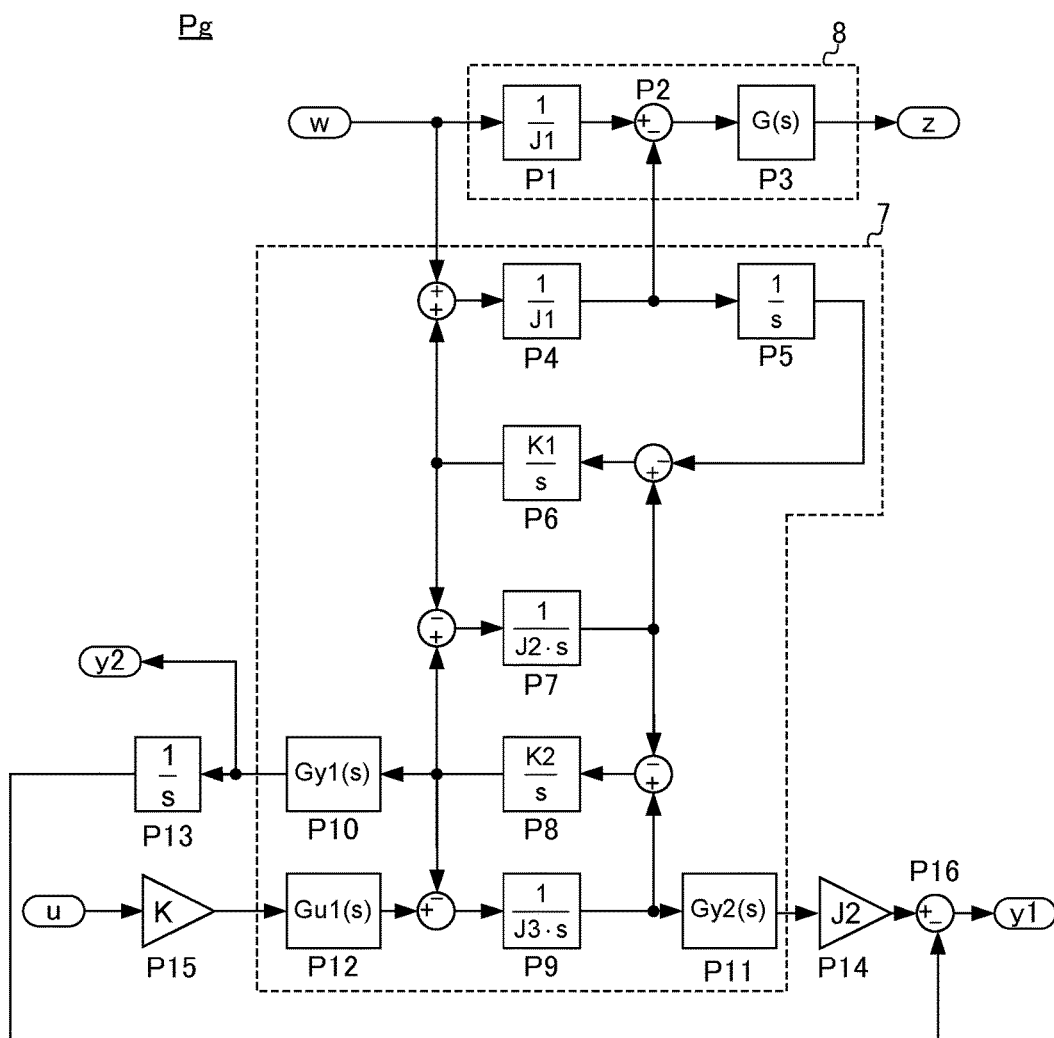 Pg
8
w
1
J1
P1
P2
+
−
G(s)
P3
z
7
+
+
1
J1
P4
1
s
P5
K1
s
P6
−
+
−
+
1
J2・s
P7
y2
1
s
P13
Gy1(s)
P10
K2
s
P8
−
+
u
K
P15
Gu1(s)
P12
−
+
1
J3・s
P9
Gy2(s)
P11
J2
P14
P16
+
−
y1